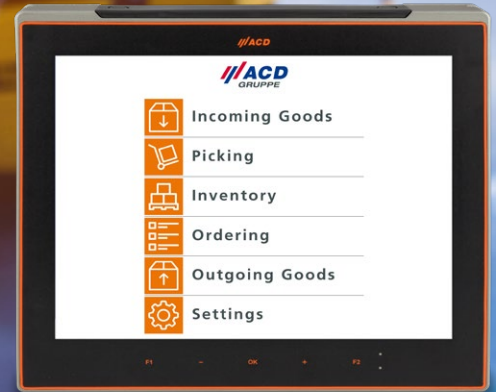 ACD
ACD
GRUPPE
Incoming Goods
Picking
Inventory
Ordering
Outgoing Goods
Settings
F1 − OK + F2